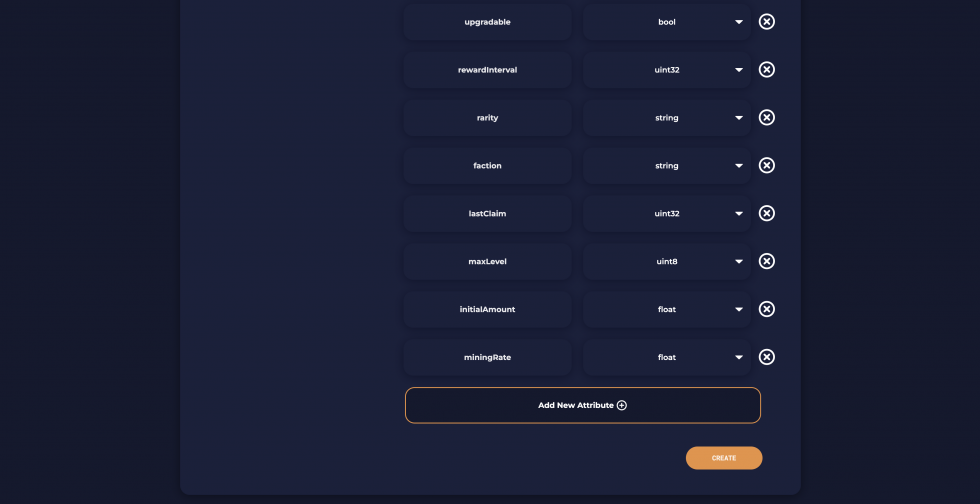 upgradable bool
rewardInterval uint32
rarity string
faction string
lastClaim uint32
maxLevel uint8
initialAmount float
miningRate float
Add New Attribute
CREATE